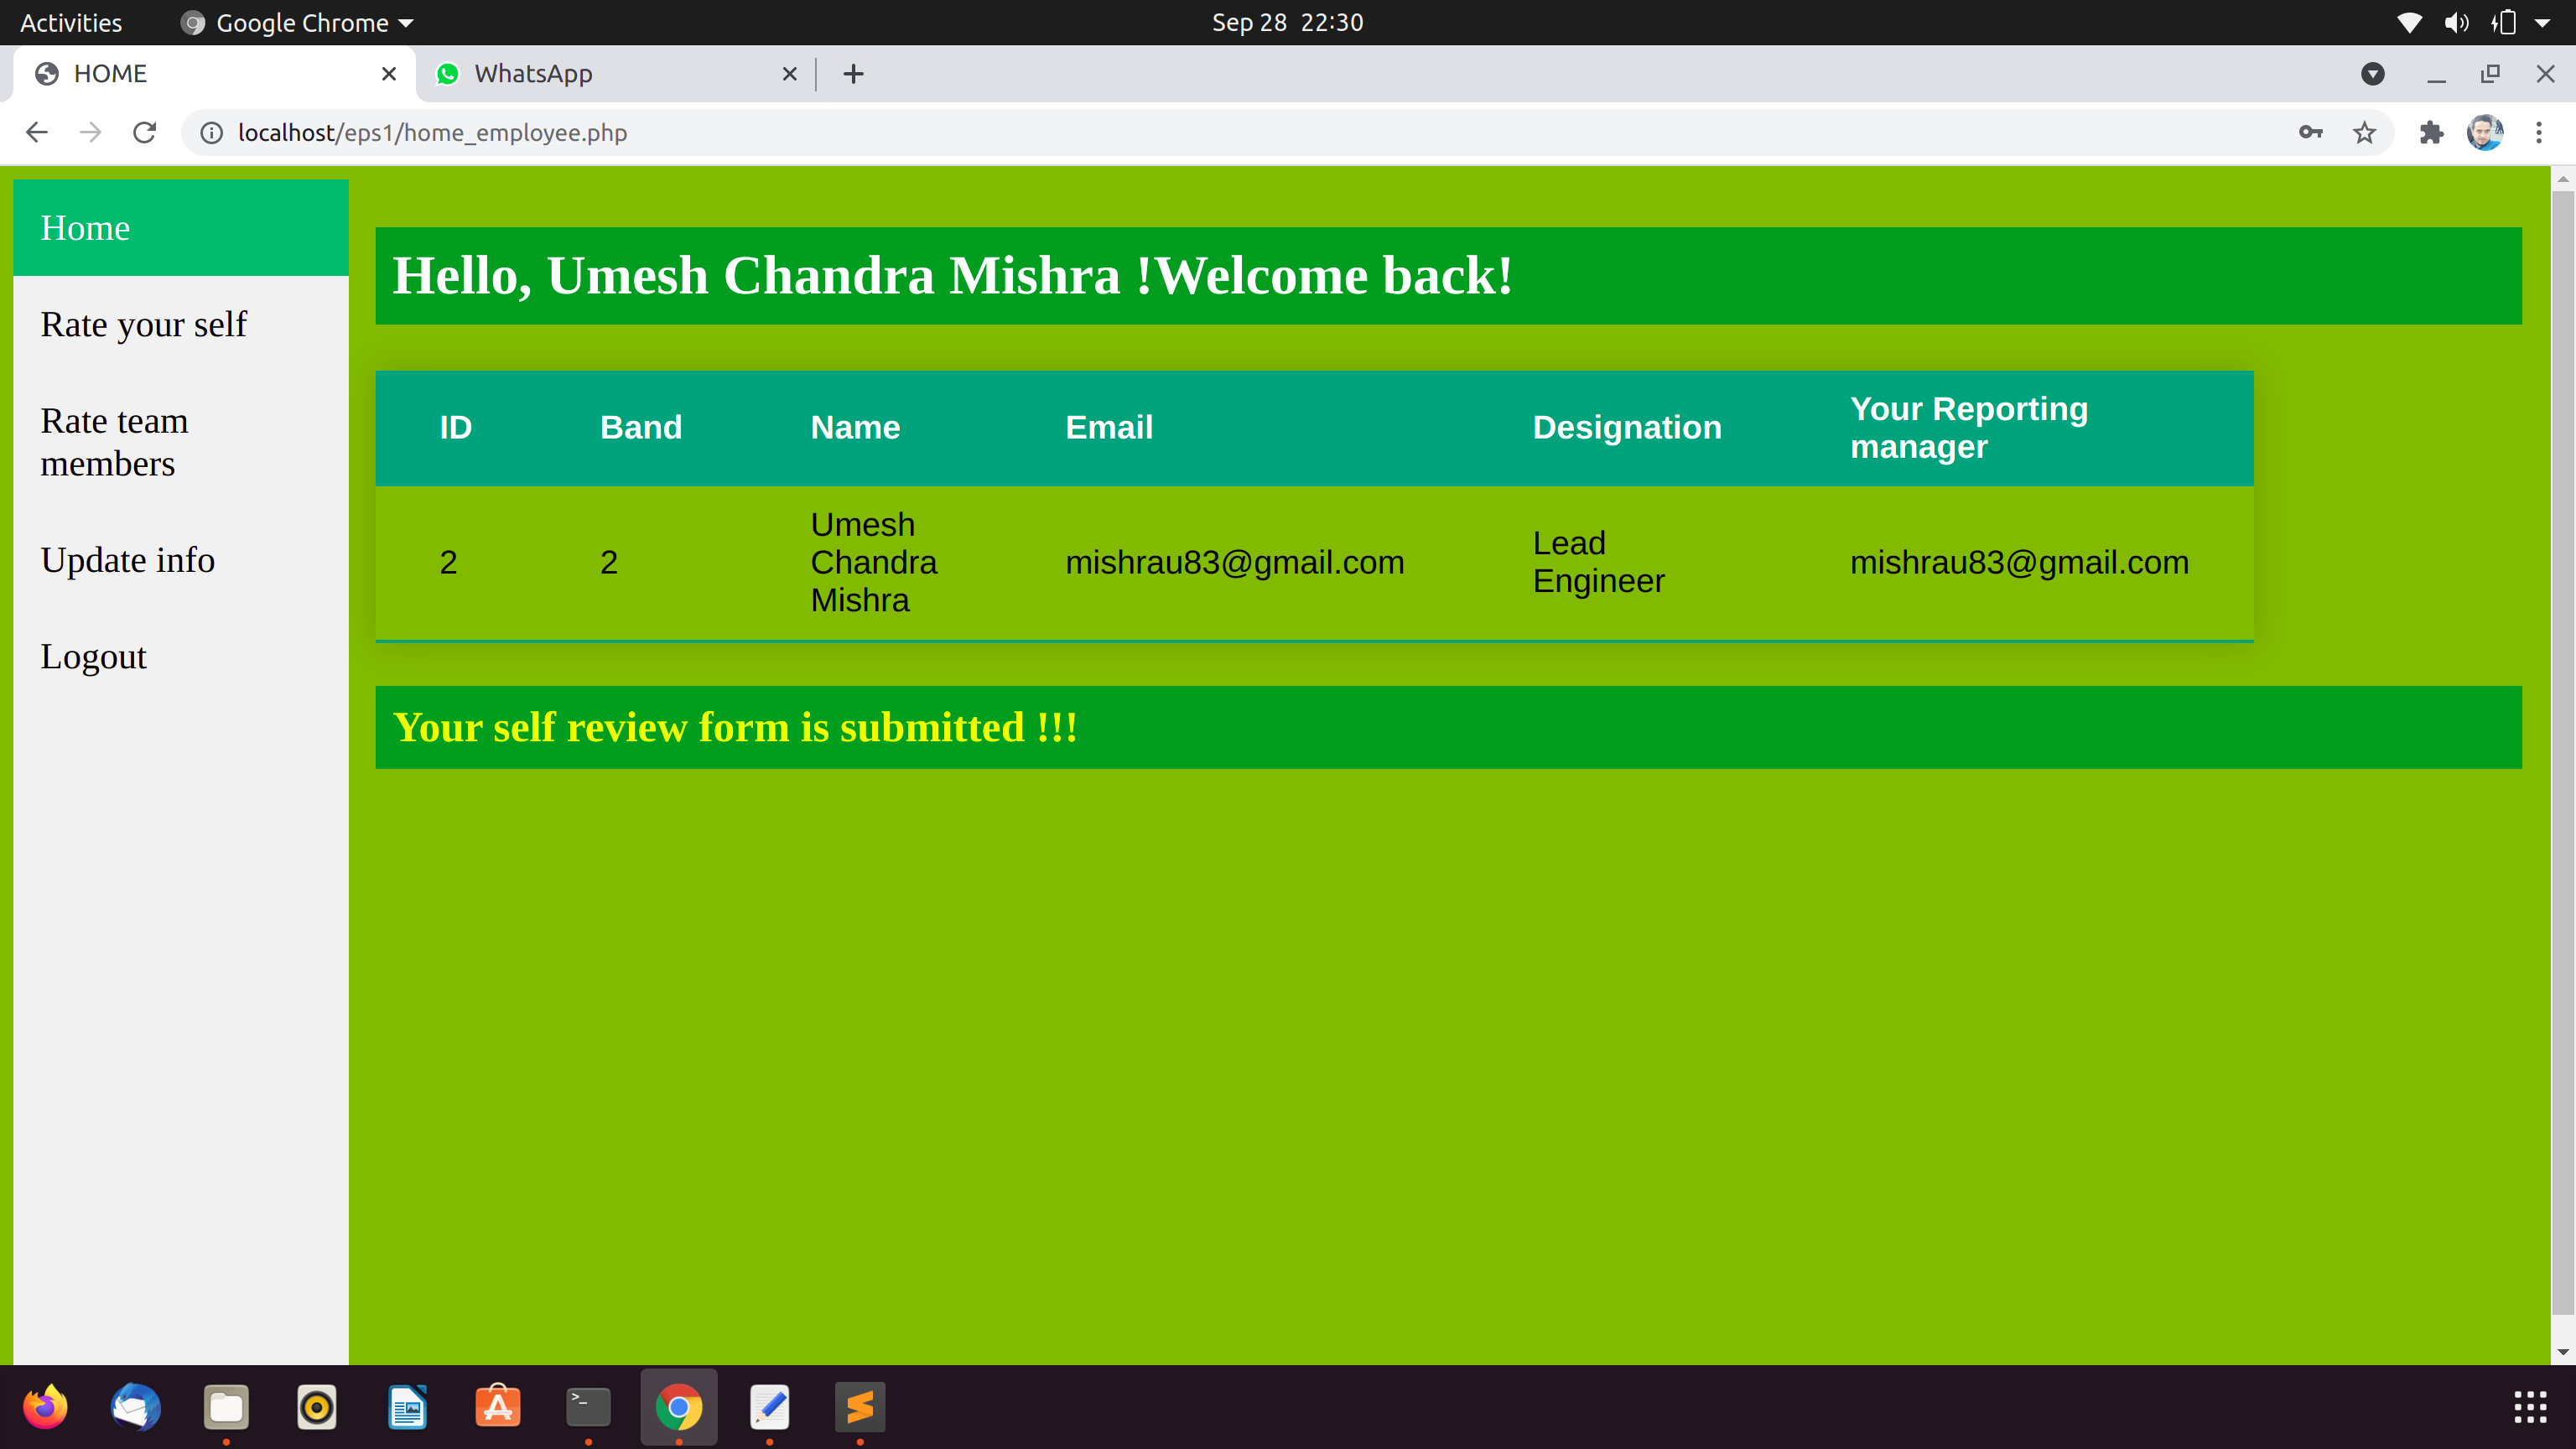 Activities
Google Chrome
Sep 28 22:30
HOME
WhatsApp
localhost/eps1/home_employee.php
Home
Rate your self
Rate team
members
Update info
Logout
Hello, Umesh Chandra Mishra !Welcome back!
ID Band Name Email Designation Your Reporting
manager
2 2 Umesh
Chandra
Mishra mishrau83@gmail.com Lead
Engineer mishrau83@gmail.com
Your self review form is submitted !!!